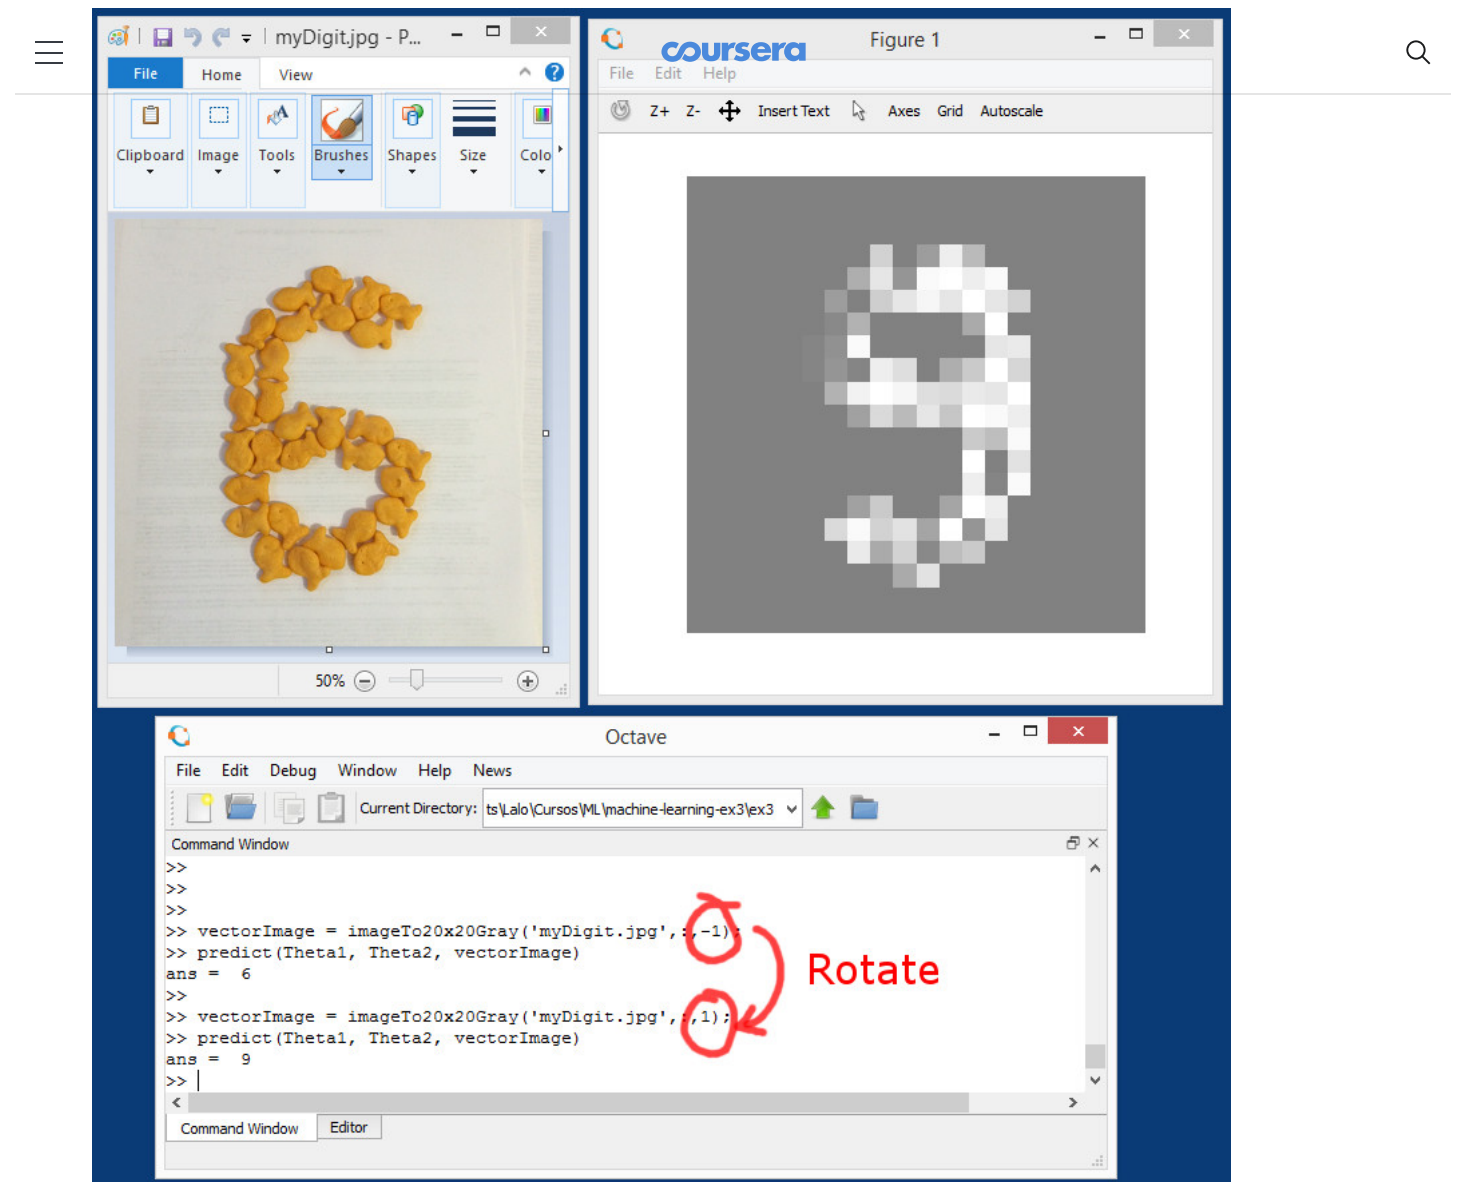 myDigit.jpg - P...
File Home View
Clipboard Image Tools Brushes Shapes Size Colo
50%
coursera
Figure 1
File Edit Help
Z+ Z- Insert Text Axes Grid Autoscale
Octave
File Edit Debug Window Help News
Current Directory: ts\Lalo\Cursos\ML\machine-learning-ex3\ex3
Command Window
>>
>>
>>
>> vectorImage = imageTo20x20Gray('myDigit.jpg',:,-1);
>> predict(Theta1, Theta2, vectorImage)
ans = 6
>>
>> vectorImage = imageTo20x20Gray('myDigit.jpg',:,1);
>> predict(Theta1, Theta2, vectorImage)
ans = 9
>>
Rotate
Command Window Editor